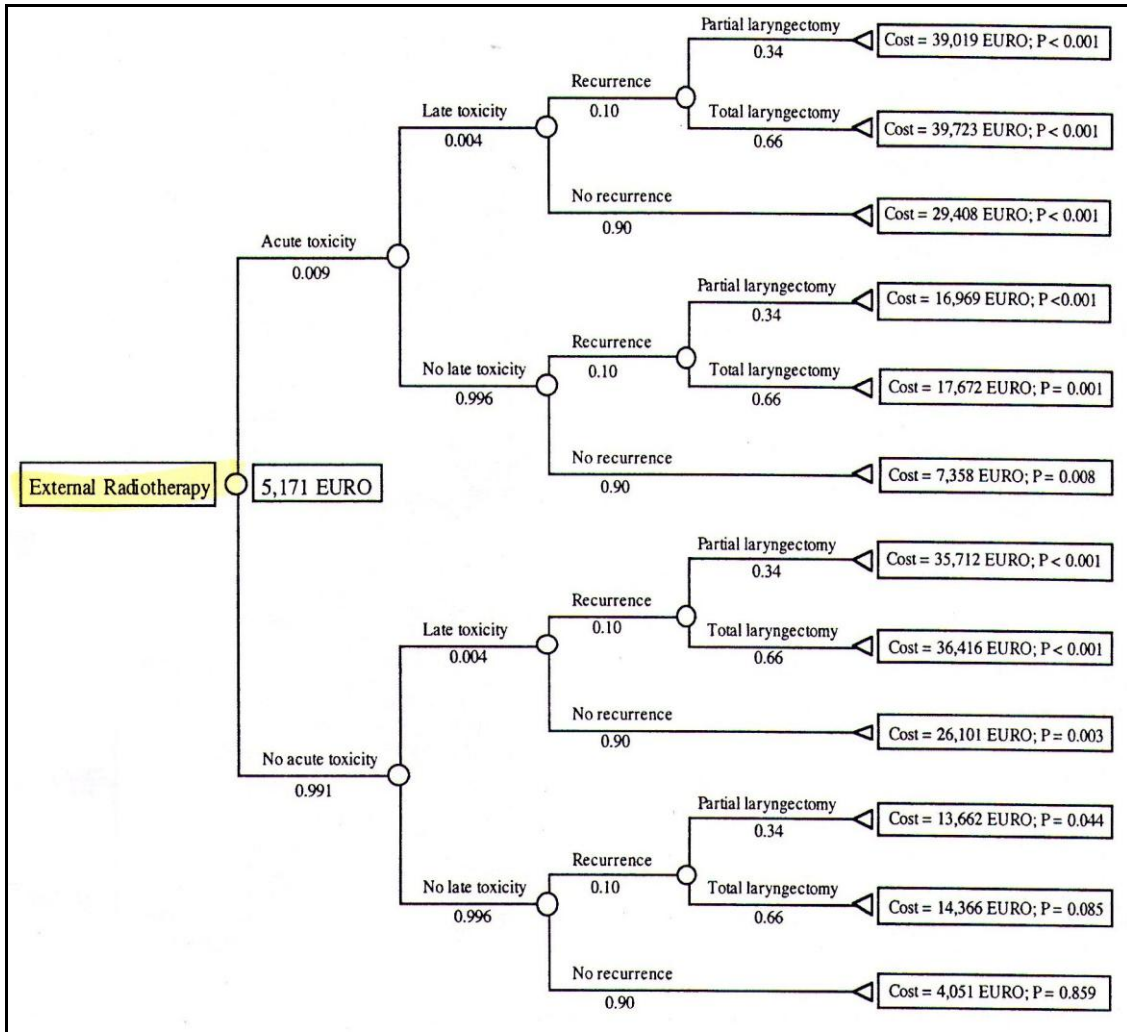 Partial laryngectomy
0.34
Cost = 39,019 EURO; P < 0.001
Recurrence
0.10
Total laryngectomy
0.66
Cost = 39,723 EURO; P < 0.001
Late toxicity
0.004
No recurrence
0.90
Cost = 29,408 EURO; P < 0.001
Acute toxicity
0.009
Partial laryngectomy
0.34
Cost = 16,969 EURO; P <0.001
Recurrence
0.10
Total laryngectomy
0.66
Cost = 17,672 EURO; P = 0.001
No late toxicity
0.996
No recurrence
0.90
Cost = 7,358 EURO; P = 0.008
External Radiotherapy
5,171 EURO
Partial laryngectomy
0.34
Cost = 35,712 EURO; P < 0.001
Recurrence
0.10
Total laryngectomy
0.66
Cost = 36,416 EURO; P < 0.001
Late toxicity
0.004
No recurrence
0.90
Cost = 26,101 EURO; P = 0.003
No acute toxicity
0.991
Partial laryngectomy
0.34
Cost = 13,662 EURO; P = 0.044
Recurrence
0.10
Total laryngectomy
0.66
Cost = 14,366 EURO; P = 0.085
No late toxicity
0.996
No recurrence
0.90
Cost = 4,051 EURO; P = 0.859